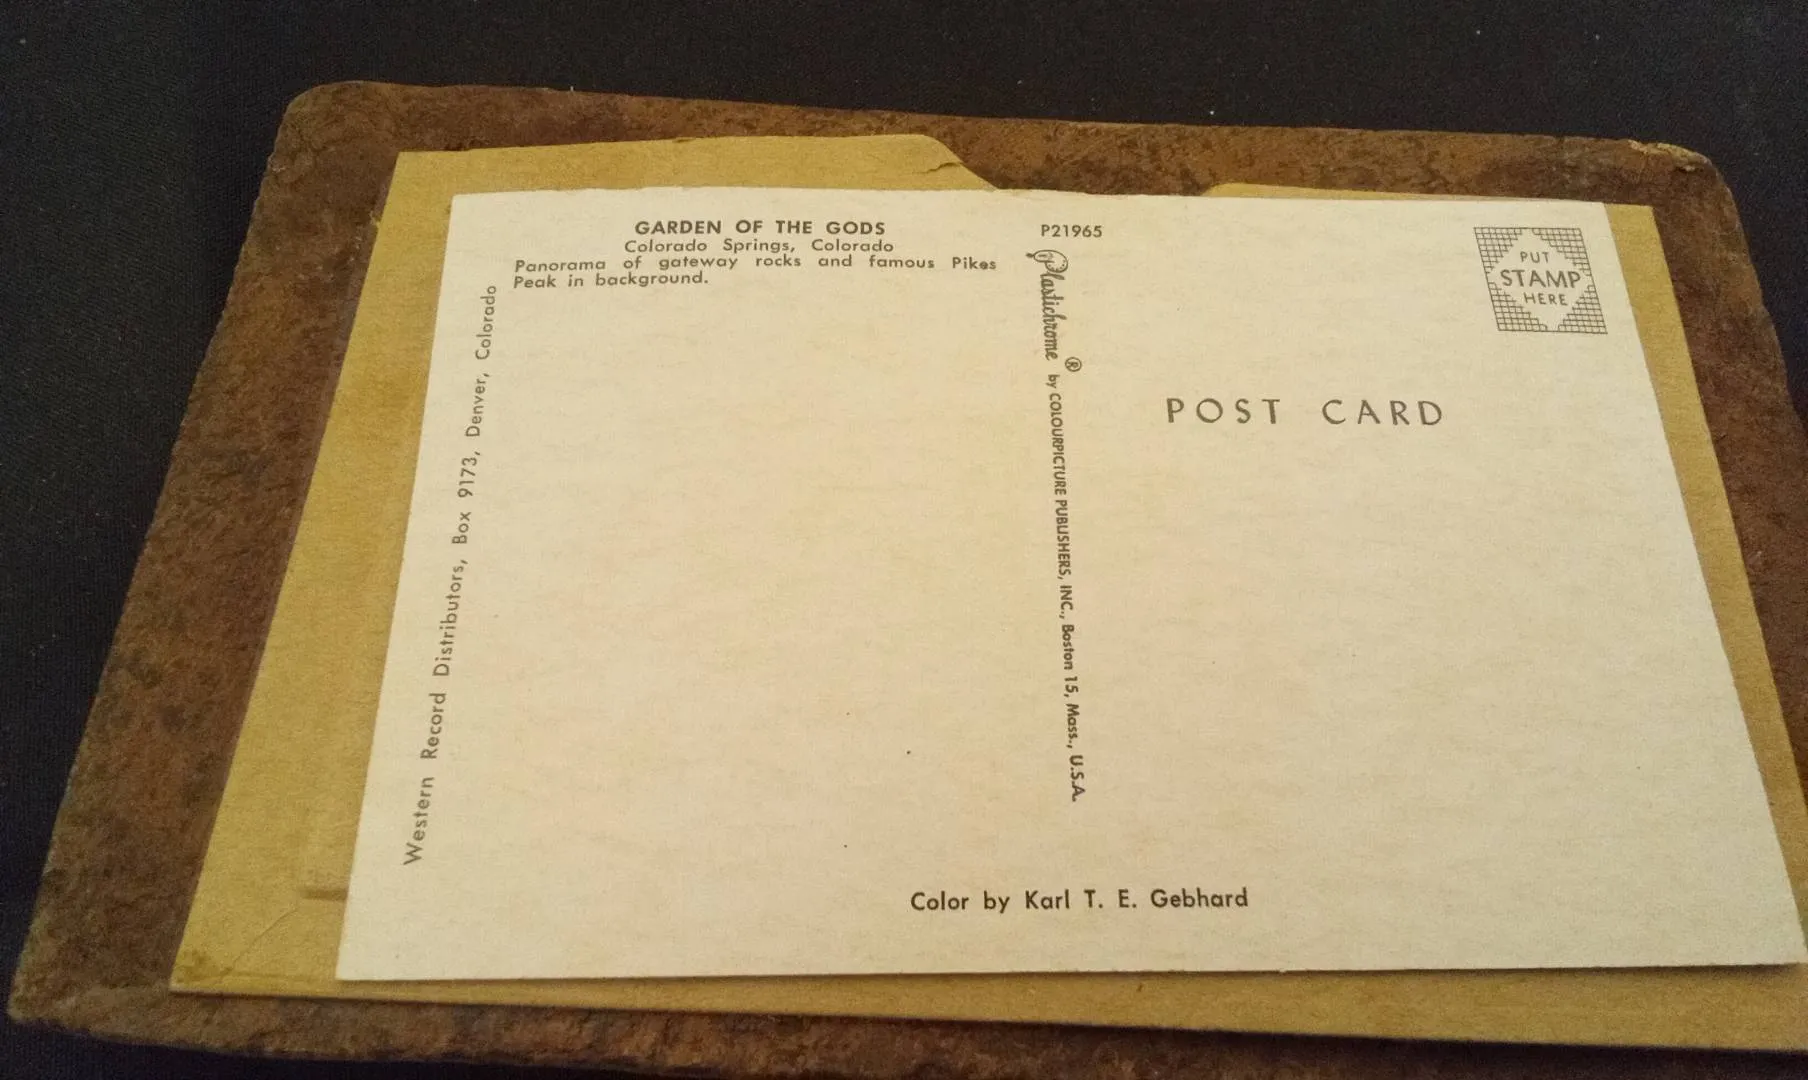 GARDEN OF THE GODS
Colorado Springs, Colorado
Panorama of gateway rocks and famous Pikes
Peak in background.
Western Record Distributors, Box 9173, Denver, Colorado
P21965
Plastichrome ® by COLOURPICTURE PUBLISHERS, INC., Boston 15, Mass., U.S.A.
PUT
STAMP
HERE
POST CARD
Color by Karl T. E. Gebhard